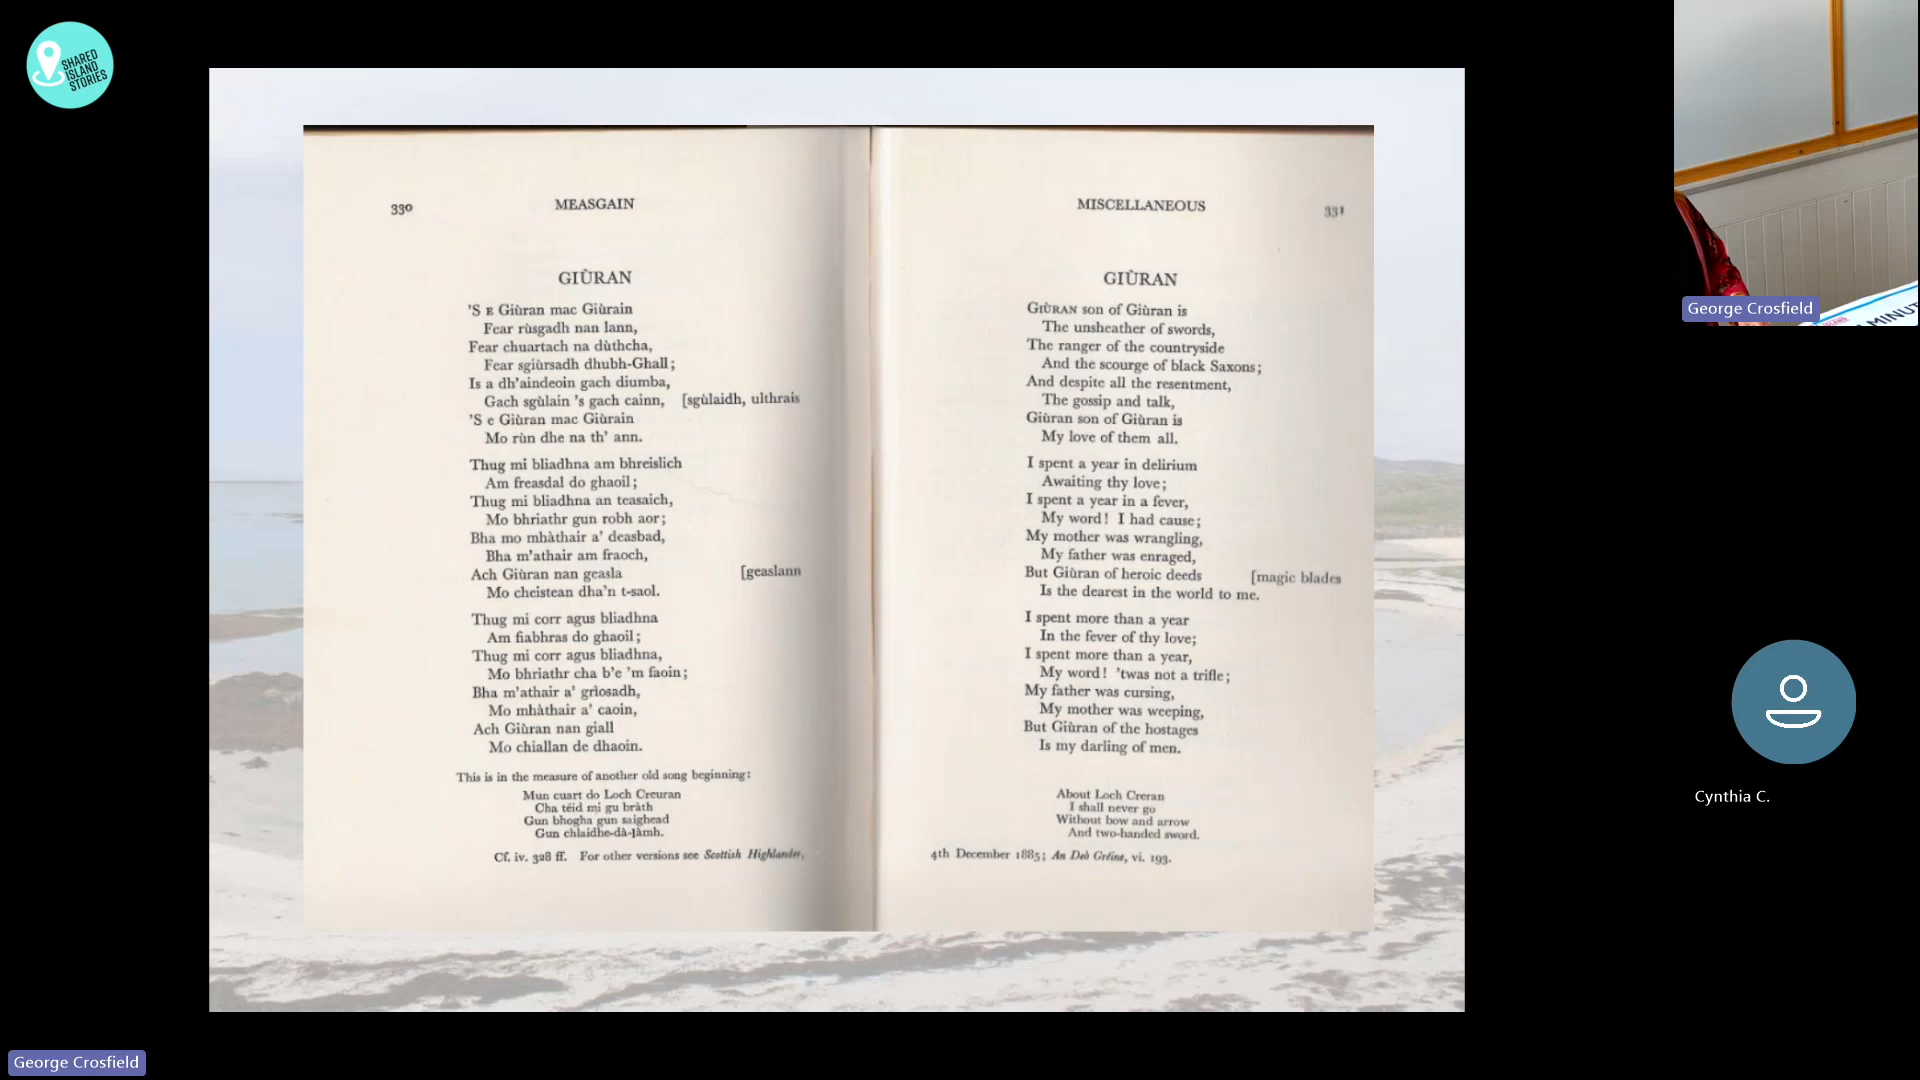 SHARED
ISLAND
STORIES
330
MEASGAIN
GIÙRAN
'S E Giùran mac Giùrain
Fear rùsgadh nan lann,
Fear chuartach na dùthcha,
Fear sgiùrsadh dhubh-Ghall;
Is a dh'aindeoin gach diumba,
Gach sgùlain 's gach cainn, [sgùlaidh, ulthrais
'S e Giùran mac Giùrain
Mo rùn dhe na th' ann.
Thug mi bliadhna am bhreislich
Am freasdal do ghaoil;
Thug mi bliadhna an teasaich,
Mo bhriathr gun robh aor;
Bha mo mhàthair a' deasbad,
Bha m'athair am fraoch,
Ach Giùran nan geasla [geaslann
Mo cheistean dha'n t-saol.
Thug mi corr agus bliadhna
Am fiabhras do ghaoil;
Thug mi corr agus bliadhna,
Mo bhriathr cha b'e 'm faoin;
Bha m'athair a' grìosadh,
Mo mhàthair a' caoin,
Ach Giùran nan giall
Mo chiallan de dhaoin.
This is in the measure of another old song beginning:
Mun cuart do Loch Creuran
Cha téid mi gu bràth
Gun bhogha gun saighead
Gun chlaidhe-dà-làmh.
Cf. iv. 328 ff. For other versions see Scottish Highlander,
MISCELLANEOUS
331
GIÙRAN
GIÙRAN son of Giùran is
The unsheather of swords,
The ranger of the countryside
And the scourge of black Saxons;
And despite all the resentment,
The gossip and talk,
Giùran son of Giùran is
My love of them all.
I spent a year in delirium
Awaiting thy love;
I spent a year in a fever,
My word! I had cause;
My mother was wrangling,
My father was enraged,
But Giùran of heroic deeds [magic blades
Is the dearest in the world to me.
I spent more than a year
In the fever of thy love;
I spent more than a year,
My word! 'twas not a trifle;
My father was cursing,
My mother was weeping,
But Giùran of the hostages
Is my darling of men.
About Loch Creran
I shall never go
Without bow and arrow
And two-handed sword.
4th December 1885; An Deò Gréine, vi. 193.
George Crosfield
Cynthia C.
George Crosfield